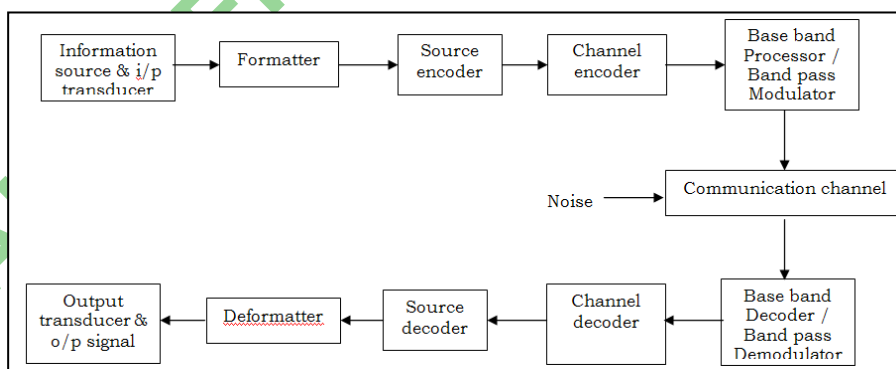 Information
source & i/p
transducer
Formatter
Source
encoder
Channel
encoder
Base band
Processor /
Band pass
Modulator
Communication channel
Noise
Output
transducer &
o/p signal
Deformatter
Source
decoder
Channel
decoder
Base band
Decoder /
Band pass
Demodulator